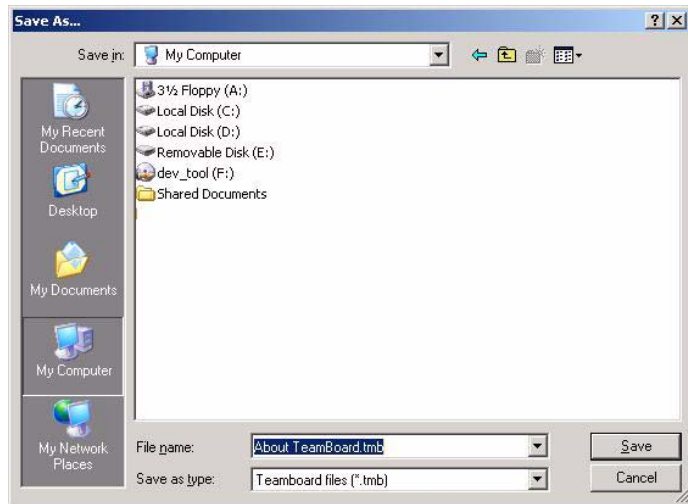 Save As...
Save in: My Computer
3½ Floppy (A:)
Local Disk (C:)
Local Disk (D:)
Removable Disk (E:)
dev_tool (F:)
Shared Documents
My Recent
Documents
Desktop
My Documents
My Computer
My Network
Places
File name: About TeamBoard.tmb Save
Save as type: Teamboard files (*.tmb) Cancel